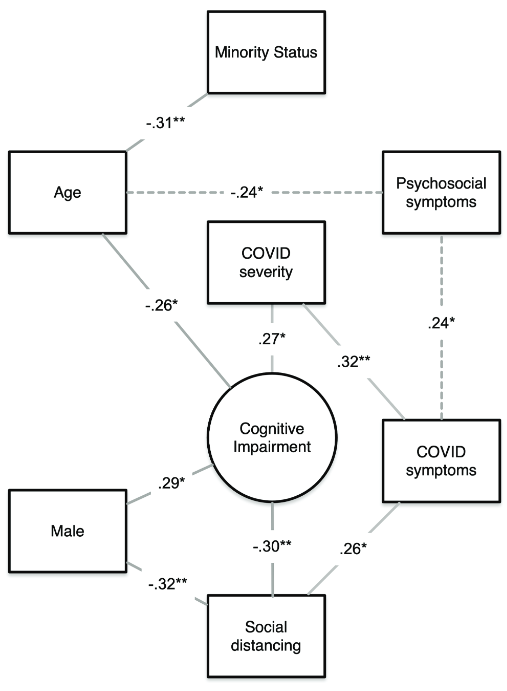 Minority Status
-.31**
Age
-.24*
Psychosocial
symptoms
COVID
severity
-.26*
.27*
.24*
.32**
Cognitive
Impairment
COVID
symptoms
.29*
Male
-.30**
.26*
-.32**
Social
distancing